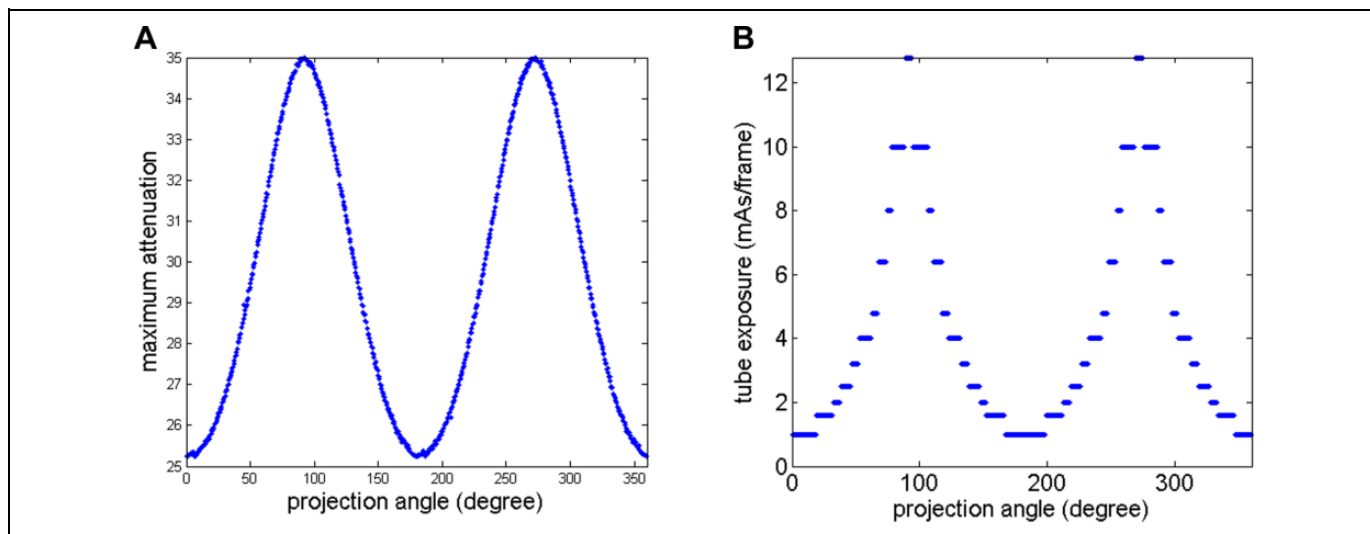 A
35
34
33
32
31
30
29
28
27
26
25
maximum attenuation
0 50 100 150 200 250 300 350
projection angle (degree)
B
12
10
8
6
4
2
0
tube exposure (mAs/frame)
0 100 200 300
projection angle (degree)